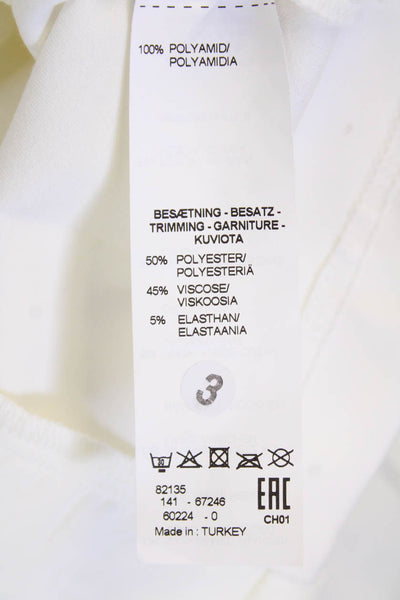 100% POLYAMID/
POLYAMIDIA
BESÆTNING - BESATZ -
TRIMMING - GARNITURE -
KUVIOTA
50% POLYESTER/
POLYESTERIÄ
45% VISCOSE/
VISKOOSIA
5% ELASTHAN/
ELASTAANIA
3
82135
141 - 67246
60224 - 0
Made in : TURKEY
EAC
CH01